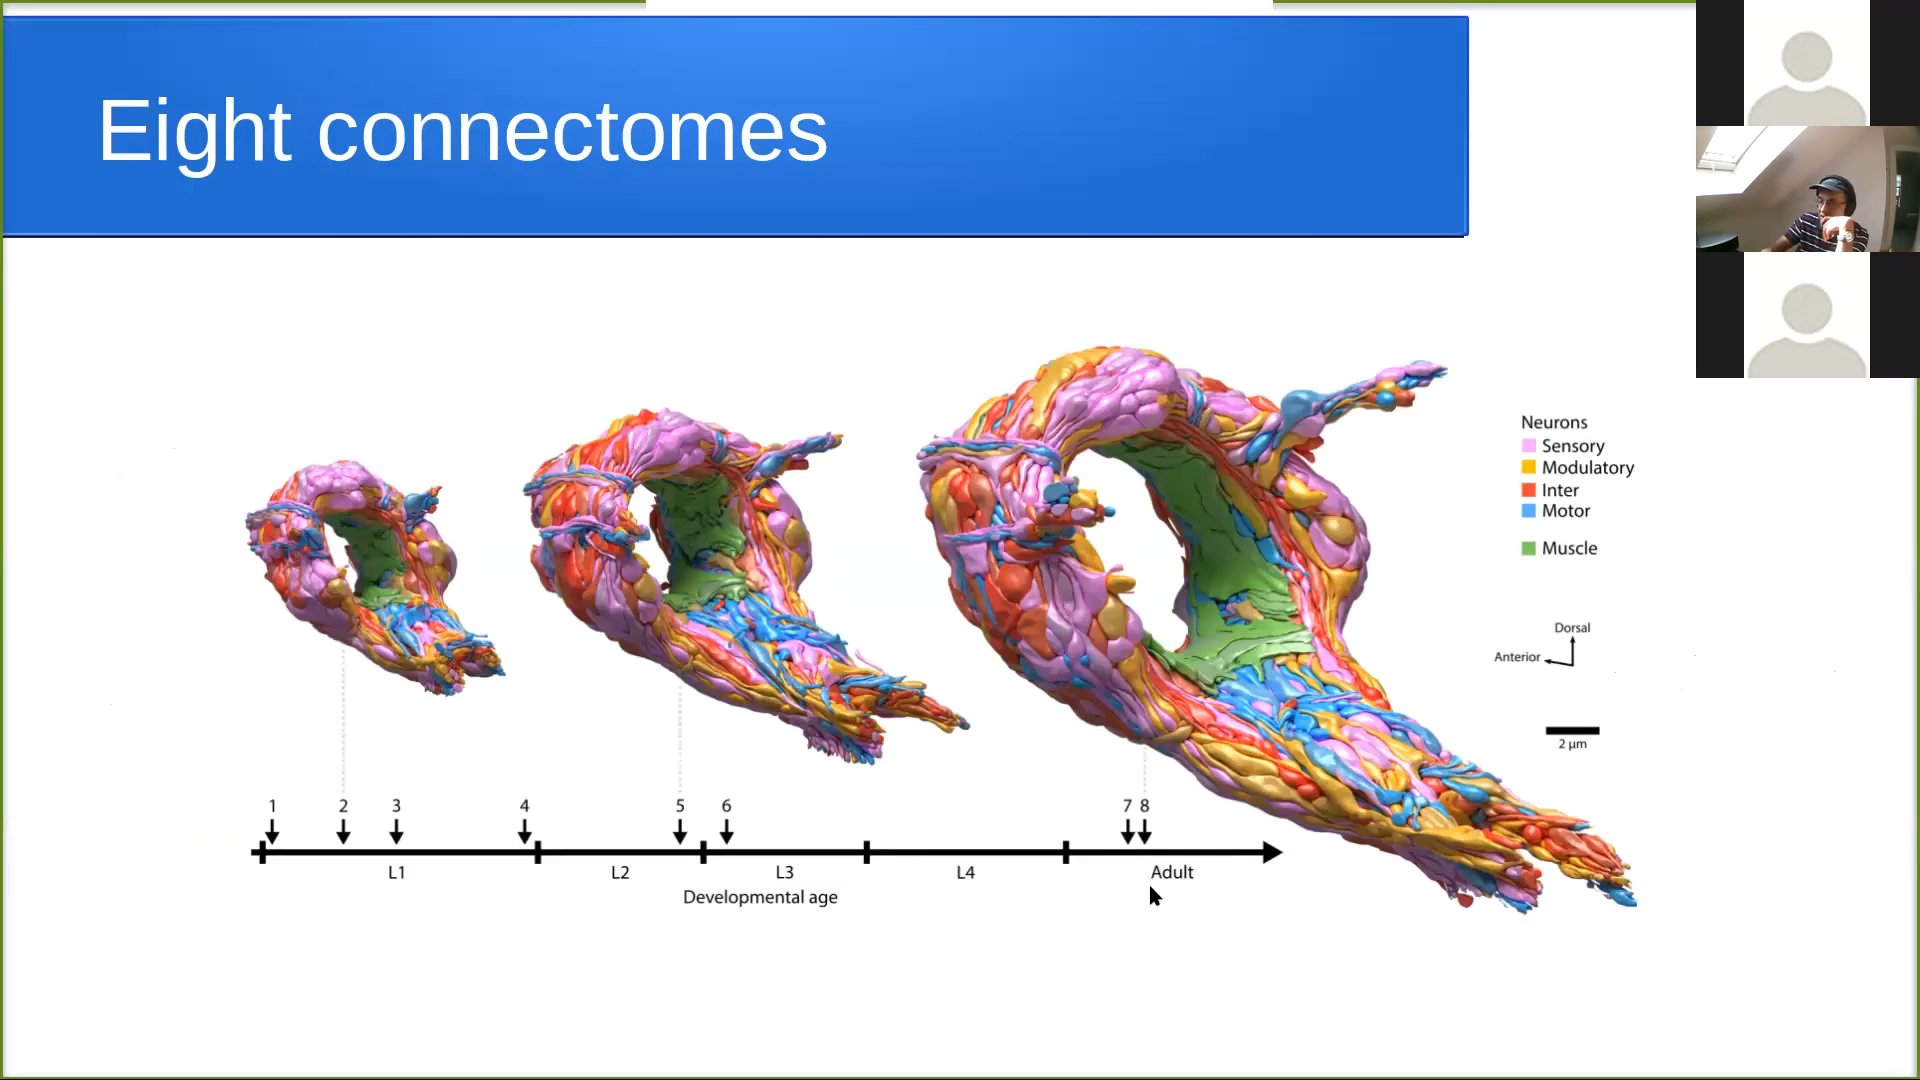 Eight connectomes
Neurons
Sensory
Modulatory
Inter
Motor
Muscle
Dorsal
Anterior
2 µm
1 2 3 4 5 6 7 8
L1 L2 L3 L4 Adult
Developmental age